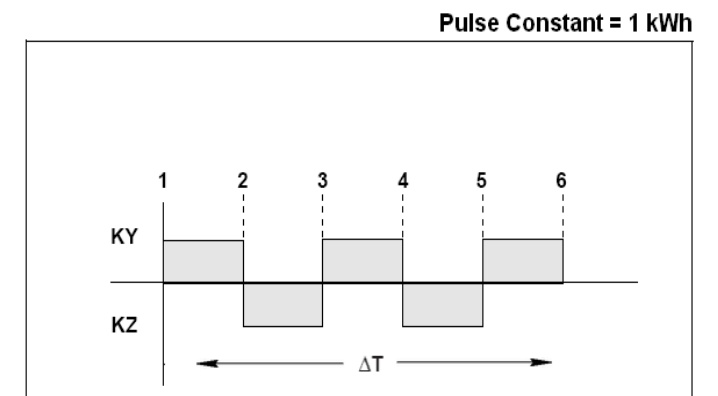 Pulse Constant = 1 kWh
1 2 3 4 5 6
KY
KZ
ΔT